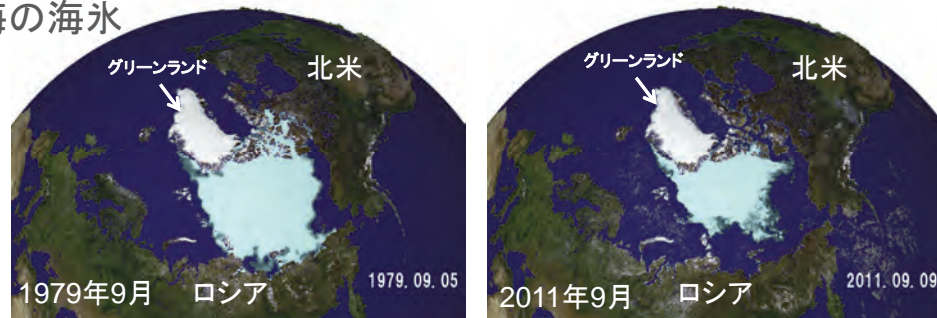 海の海氷
グリーンランド
北米
1979年9月
ロシア
1979.09.05
グリーンランド
北米
2011年9月
ロシア
2011.09.09